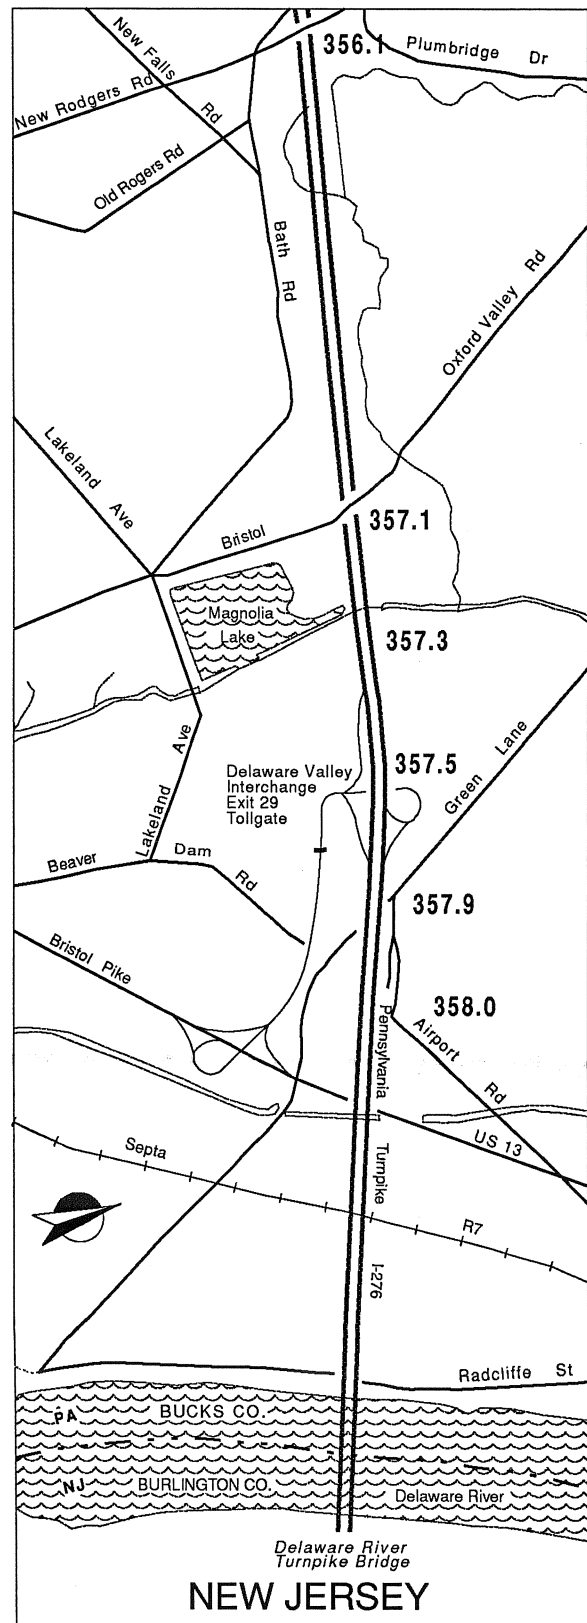 356.1
Plumbridge Dr
New Falls Rd
New Rodgers Rd
Old Rogers Rd
Bath Rd
Oxford Valley Rd
Lakeland Ave
Bristol
357.1
Magnolia
Lake
357.3
Green Lane
357.5
Lakeland Ave
Delaware Valley
Interchange
Exit 29
Tollgate
Beaver Dam Rd
357.9
Bristol Pike
358.0
Airport Rd
Pennsylvania Turnpike
US 13
Septa
R7
I-276
Radcliffe St
PA
BUCKS CO.
NJ
BURLINGTON CO.
Delaware River
Delaware River
Turnpike Bridge
NEW JERSEY